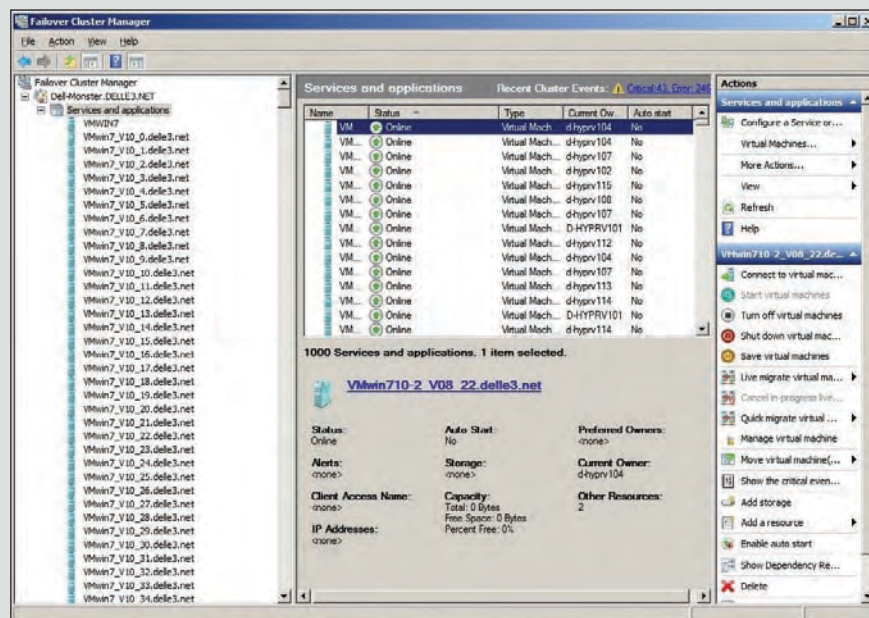 Failover Cluster Manager
File Action View Help
Failover Cluster Manager
Dell-Monster.DELLE3.NET
Services and applications
VMWIN7
VMwin7_V10_0.delle3.net
VMwin7_V10_1.delle3.net
VMwin7_V10_2.delle3.net
VMwin7_V10_3.delle3.net
VMwin7_V10_4.delle3.net
VMwin7_V10_5.delle3.net
VMwin7_V10_6.delle3.net
VMwin7_V10_7.delle3.net
VMwin7_V10_8.delle3.net
VMwin7_V10_9.delle3.net
VMwin7_V10_10.delle3.net
VMwin7_V10_11.delle3.net
VMwin7_V10_12.delle3.net
VMwin7_V10_13.delle3.net
VMwin7_V10_14.delle3.net
VMwin7_V10_15.delle3.net
VMwin7_V10_16.delle3.net
VMwin7_V10_17.delle3.net
VMwin7_V10_18.delle3.net
VMwin7_V10_19.delle3.net
VMwin7_V10_20.delle3.net
VMwin7_V10_21.delle3.net
VMwin7_V10_22.delle3.net
VMwin7_V10_23.delle3.net
VMwin7_V10_24.delle3.net
VMwin7_V10_25.delle3.net
VMwin7_V10_26.delle3.net
VMwin7_V10_27.delle3.net
VMwin7_V10_28.delle3.net
VMwin7_V10_29.delle3.net
VMwin7_V10_30.delle3.net
VMwin7_V10_31.delle3.net
VMwin7_V10_32.delle3.net
VMwin7_V10_33.delle3.net
VMwin7_V10_34.delle3.net
Services and applications Recent Cluster Events: Critical:43, Error: 246
Name Status Type Current Ow... Auto start
VM... Online Virtual Mach... d-hyprv104 No
VM... Online Virtual Mach... d-hyprv104 No
VM... Online Virtual Mach... d-hyprv107 No
VM... Online Virtual Mach... d-hyprv102 No
VM... Online Virtual Mach... d-hyprv115 No
VM... Online Virtual Mach... d-hyprv108 No
VM... Online Virtual Mach... d-hyprv107 No
VM... Online Virtual Mach... D-HYPRV101 No
VM... Online Virtual Mach... d-hyprv112 No
VM... Online Virtual Mach... d-hyprv104 No
VM... Online Virtual Mach... d-hyprv107 No
VM... Online Virtual Mach... d-hyprv113 No
VM... Online Virtual Mach... d-hyprv114 No
VM... Online Virtual Mach... D-HYPRV101 No
VM... Online Virtual Mach... d-hyprv114 No
1000 Services and applications. 1 item selected.
VMwin710-2_V08_22.delle3.net
Status: Auto Start: Preferred Owners:
Online No <none>
Alerts: Storage: Current Owner:
<none> <none> d-hyprv104
Client Access Name: Capacity: Other Resources:
<none> Total: 0 Bytes 2
Free Space: 0 Bytes
IP Addresses: Percent Free: 0%
<none>
Actions
Services and applications
Configure a Service or...
Virtual Machines...
More Actions...
View
Refresh
Help
VMwin710-2_V08_22.de...
Connect to virtual mac...
Start virtual machines
Turn off virtual machines
Shut down virtual mac...
Save virtual machines
Live migrate virtual ma...
Cancel in-progress live...
Quick migrate virtual ...
Manage virtual machine
Move virtual machine(...
Show the critical even...
Add storage
Add a resource
Enable auto start
Show Dependency Re...
Delete